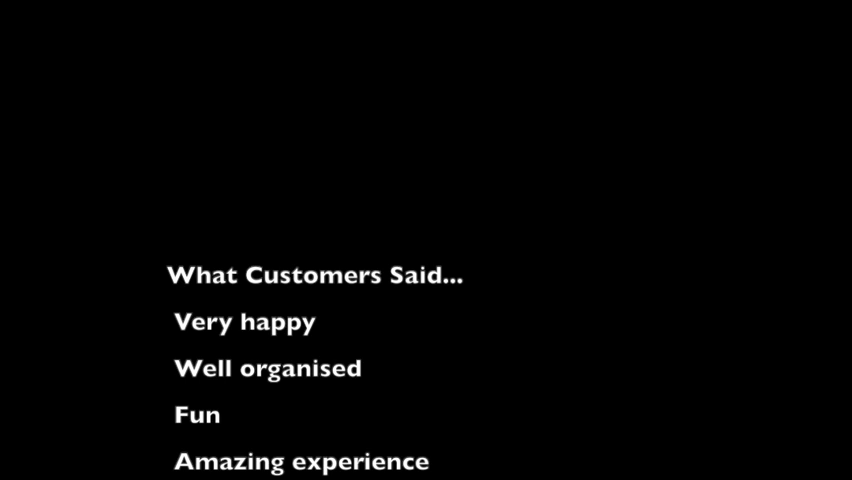 What Customers Said...
Very happy
Well organised
Fun
Amazing experience